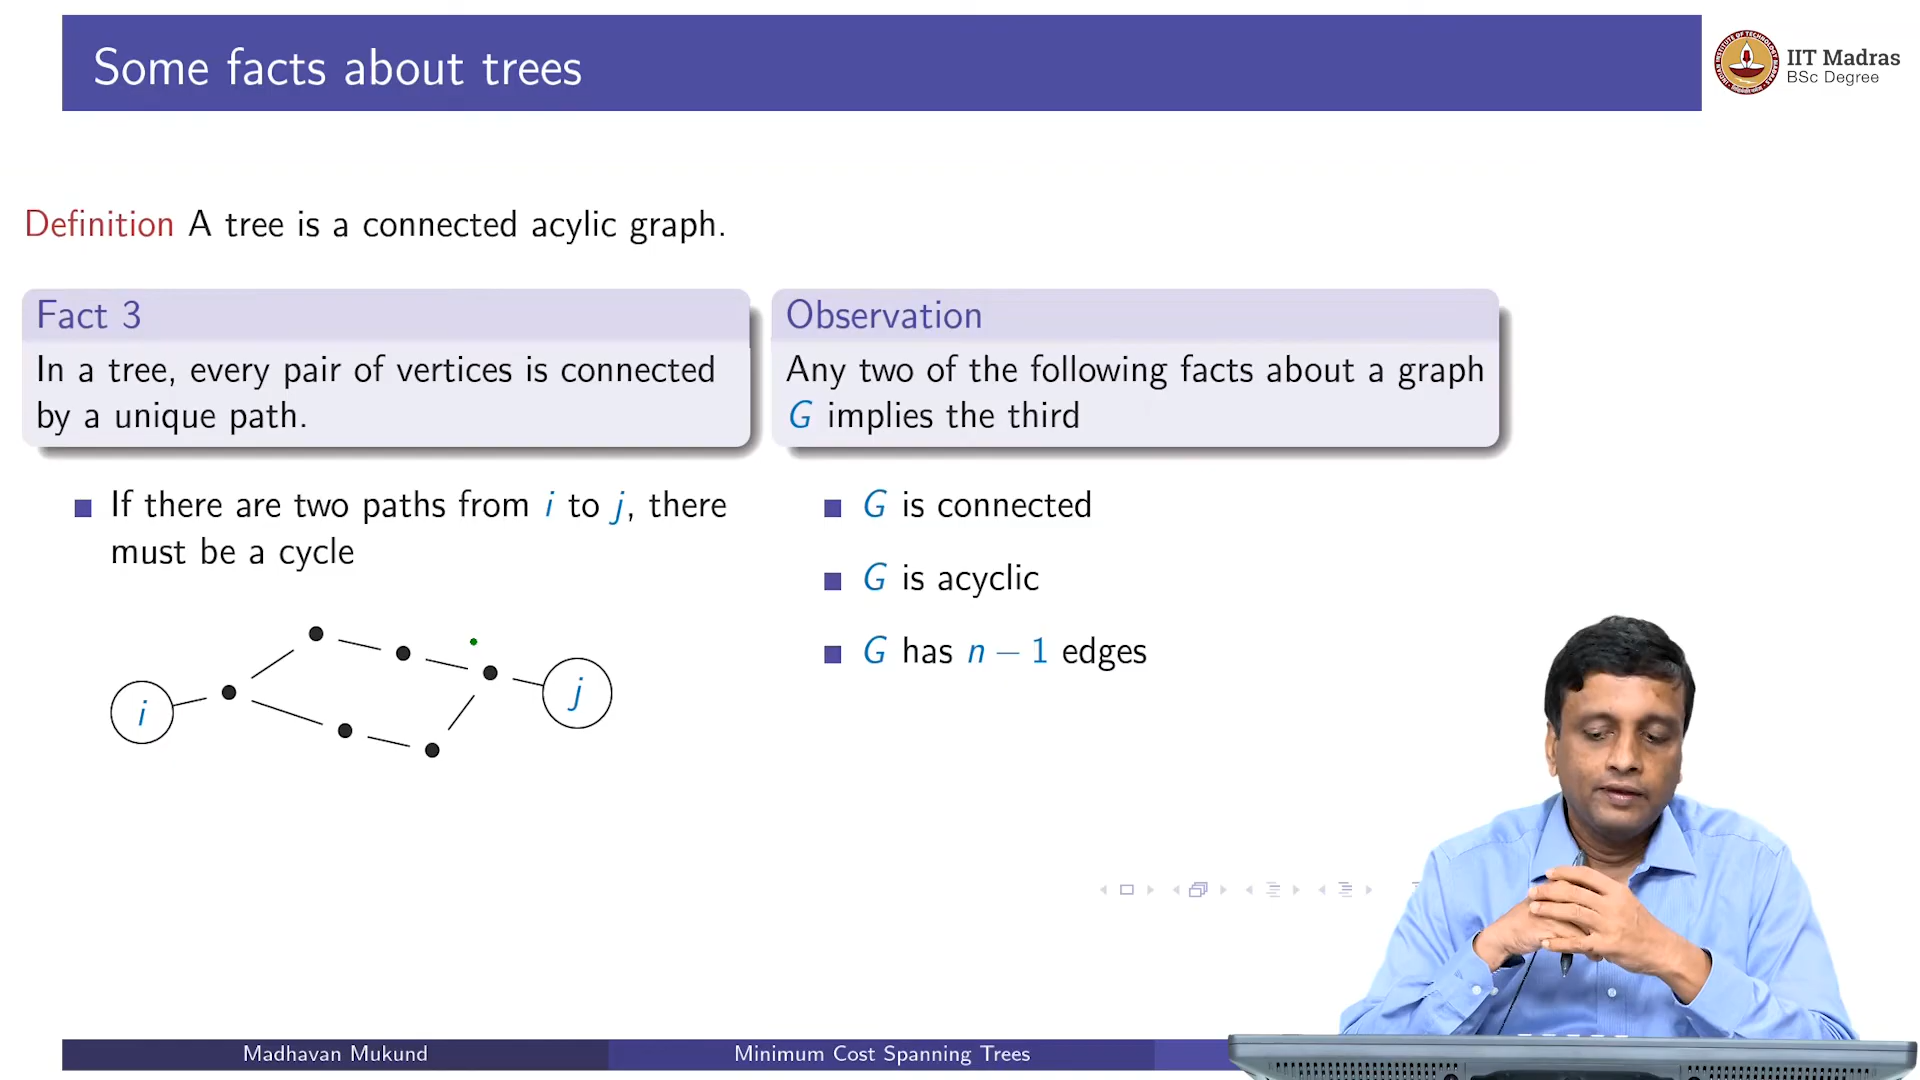 Some facts about trees
IIT Madras
BSc Degree
Definition A tree is a connected acylic graph.
Fact 3
In a tree, every pair of vertices is connected
by a unique path.
If there are two paths from i to j, there
must be a cycle
i
j
Observation
Any two of the following facts about a graph
G implies the third
G is connected
G is acyclic
G has n − 1 edges
Madhavan Mukund
Minimum Cost Spanning Trees